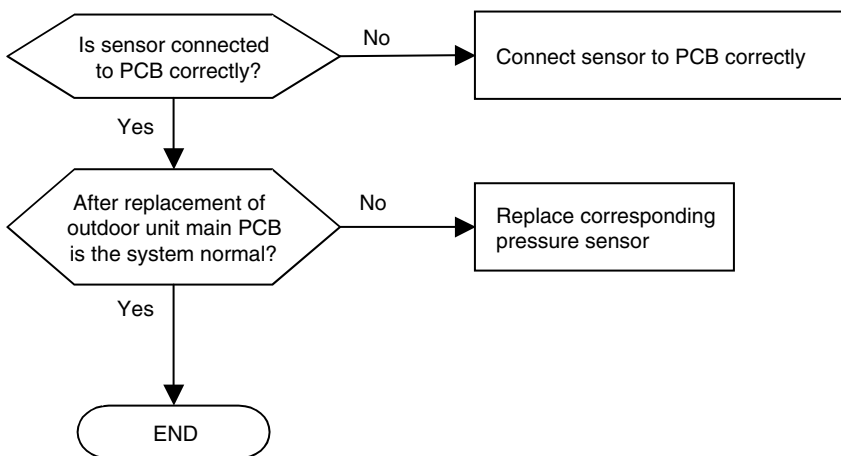 Is sensor connected
to PCB correctly?
No
Connect sensor to PCB correctly
Yes
After replacement of
outdoor unit main PCB
is the system normal?
No
Replace corresponding
pressure sensor
Yes
END